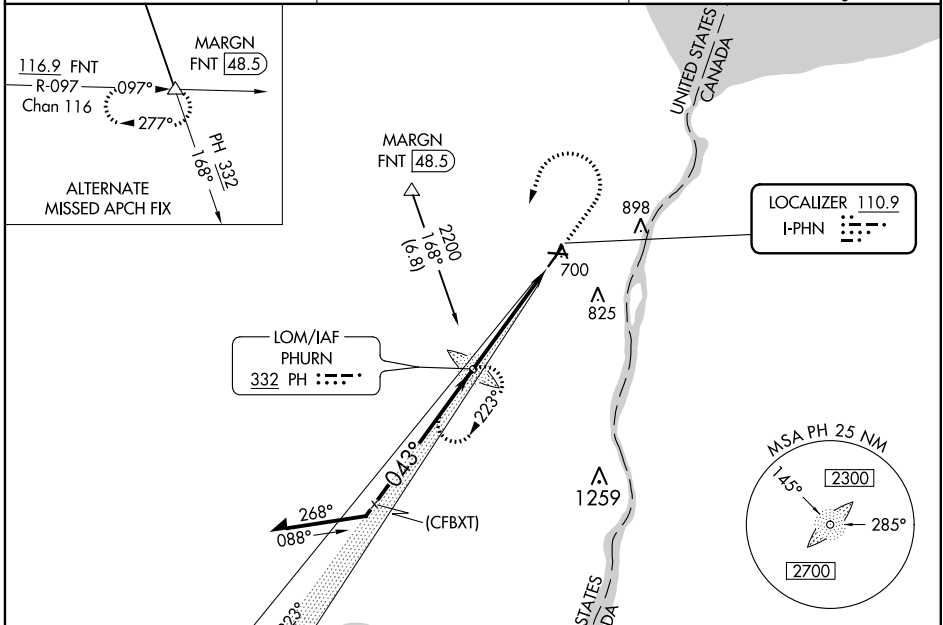 MARGN
FNT 48.5
116.9 FNT
R-097
097°
Chan 116
277°
PH 332
168°
ALTERNATE
MISSED APCH FIX
UNITED STATES
CANADA
MARGN
FNT 48.5
2200
168°
(6.8)
898
700
825
LOCALIZER 110.9
I-PHN
LOM/IAF
PHURN
332 PH
223°
043°
1259
268°
088°
(CFBXT)
MSA PH 25 NM
145°
2300
285°
2700